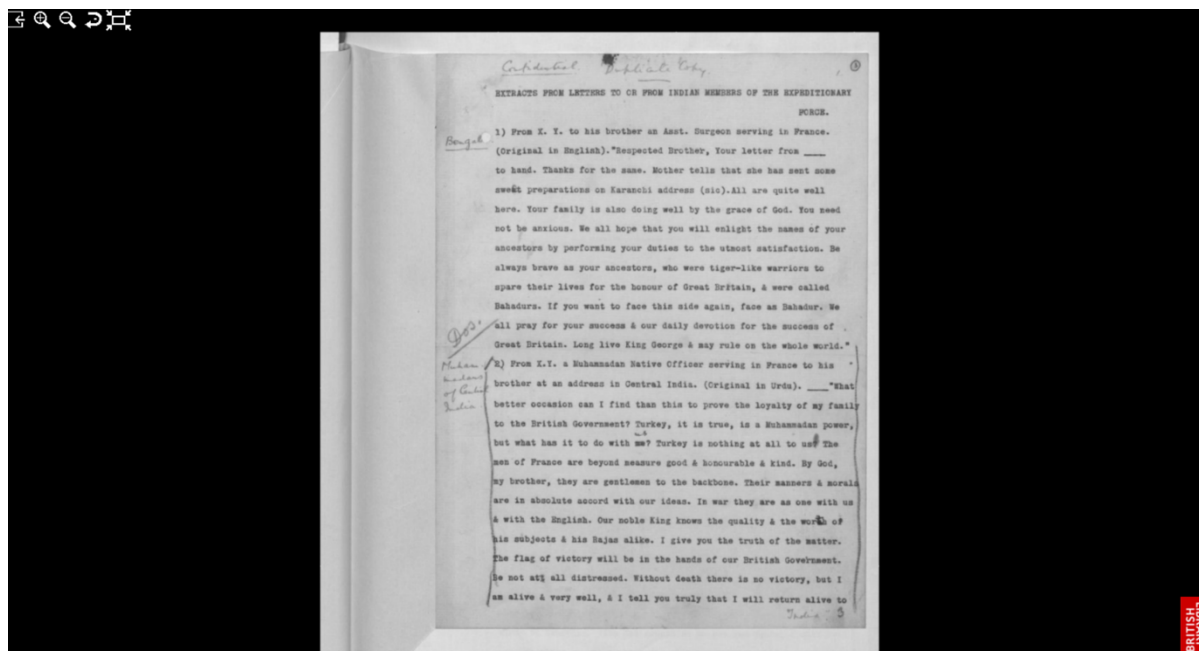 Confidential. Duplicate Copy.
EXTRACTS FROM LETTERS TO OR FROM INDIAN MEMBERS OF THE EXPEDITIONARY
FORCE.
1) From X. Y. to his brother an Asst. Surgeon serving in France.
Bengali
(Original in English)."Respected Brother, Your letter from ____
to hand. Thanks for the same. Mother tells that she has sent some
sweet preparations on Karanchi address (sic).All are quite well
here. Your family is also doing well by the grace of God. You need
not be anxious. We all hope that you will enlight the names of your
ancestors by performing your duties to the utmost satisfaction. Be
always brave as your ancestors, who were tiger-like warriors to
spare their lives for the honour of Great Britain, & were called
Bahadurs. If you want to face this side again, face as Bahadur. We
all pray for your success & our daily devotion for the success of
Great Britain. Long live King George & may rule on the whole world."
Muhammadans of Central India
2) From X.Y. a Muhammadan Native Officer serving in France to his
brother at an address in Central India. (Original in Urdu). ____"What
better occasion can I find than this to prove the loyalty of my family
to the British Government? Turkey, it is true, is a Muhammadan power,
but what has it to do with us? Turkey is nothing at all to us! The
men of France are beyond measure good & honourable & kind. By God,
my brother, they are gentlemen to the backbone. Their manners & morals
are in absolute accord with our ideas. In war they are as one with us
& with the English. Our noble King knows the quality & the worth of
his subjects & his Rajas alike. I give you the truth of the matter.
The flag of victory will be in the hands of our British Government.
Be not at all distressed. Without death there is no victory, but I
am alive & very well, & I tell you truly that I will return alive to
India 3
BRITISH